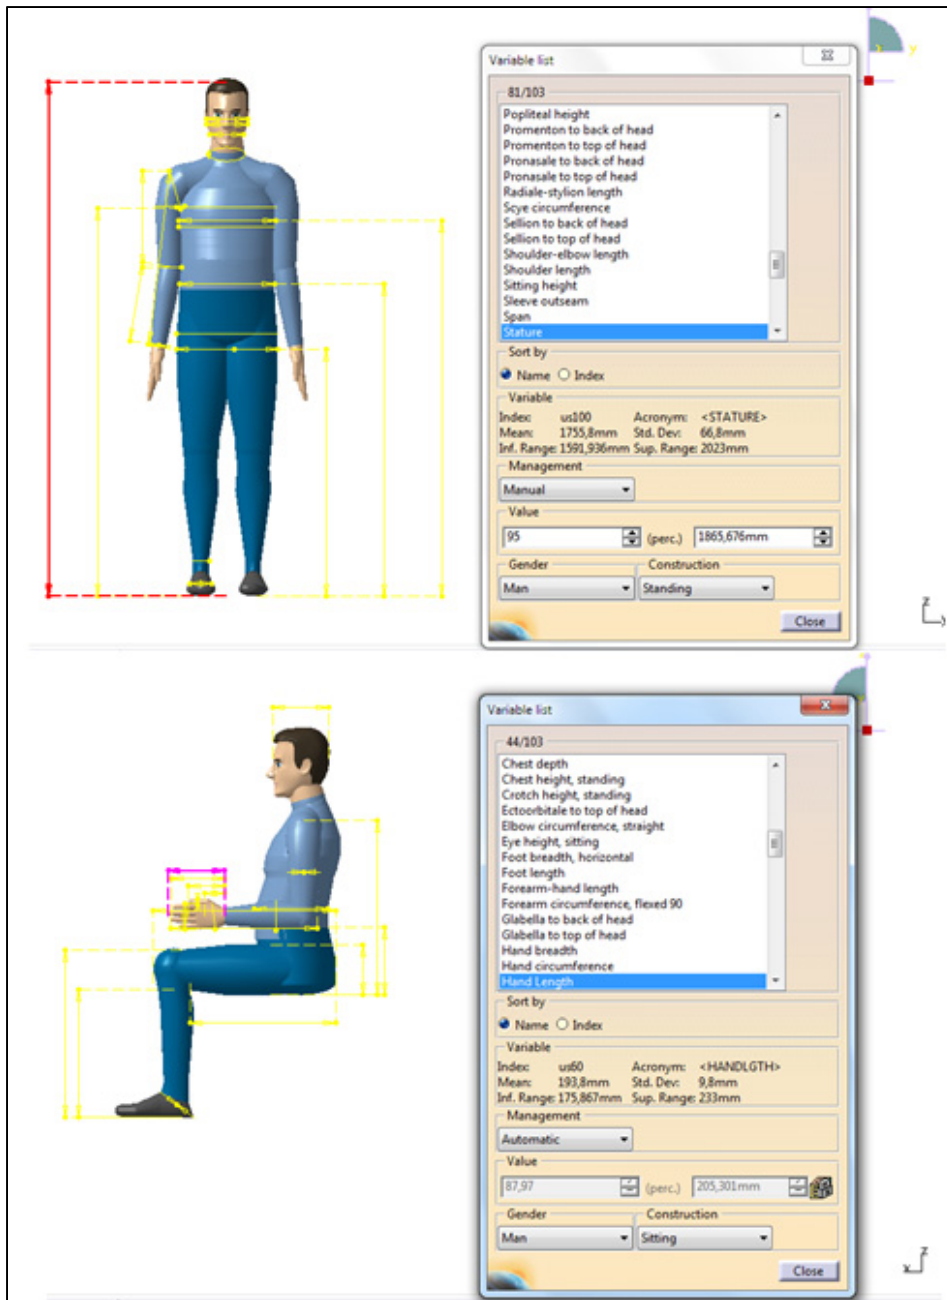 Variable list
81/103
Popliteal height
Promenton to back of head
Promenton to top of head
Pronasale to back of head
Pronasale to top of head
Radiale-stylion length
Scye circumference
Sellion to back of head
Sellion to top of head
Shoulder-elbow length
Shoulder length
Sitting height
Sleeve outseam
Span
Stature
Sort by
Name Index
Variable
Index: us100 Acronym: <STATURE>
Mean: 1755,8mm Std. Dev: 66,8mm
Inf. Range: 1591,936mm Sup. Range: 2023mm
Management
Manual
Value
95 (perc.) 1865,676mm
Gender Construction
Man Standing
Close
z
y
Variable list
44/103
Chest depth
Chest height, standing
Crotch height, standing
Ectoorbitale to top of head
Elbow circumference, straight
Eye height, sitting
Foot breadth, horizontal
Foot length
Forearm-hand length
Forearm circumference, flexed 90
Glabella to back of head
Glabella to top of head
Hand breadth
Hand circumference
Hand Length
Sort by
Name Index
Variable
Index: us60 Acronym: <HANDLGTH>
Mean: 193,8mm Std. Dev: 9,8mm
Inf. Range: 175,867mm Sup. Range: 233mm
Management
Automatic
Value
87,97 (perc.) 205,301mm
Gender Construction
Man Sitting
Close
z
x